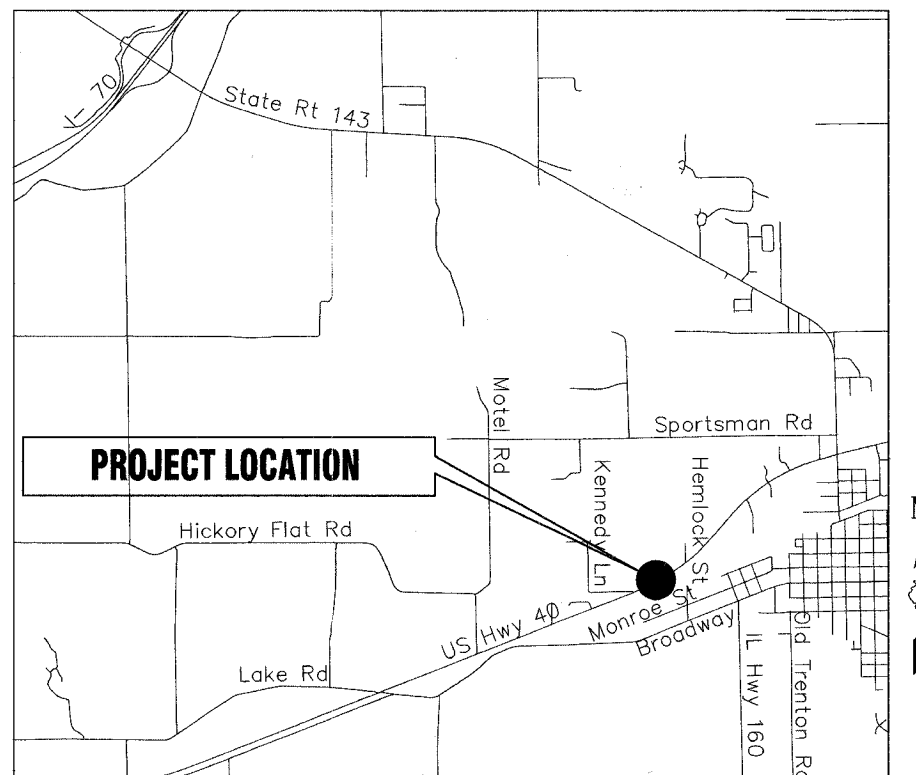 I-70
State Rt 143
Motel Rd
Sportsman Rd
PROJECT LOCATION
Kennedy Ln
Hemlock St
Hickory Flat Rd
US Hwy 40
Monroe St
Broadway
Lake Rd
IL Hwy 160
Old Trenton Rd